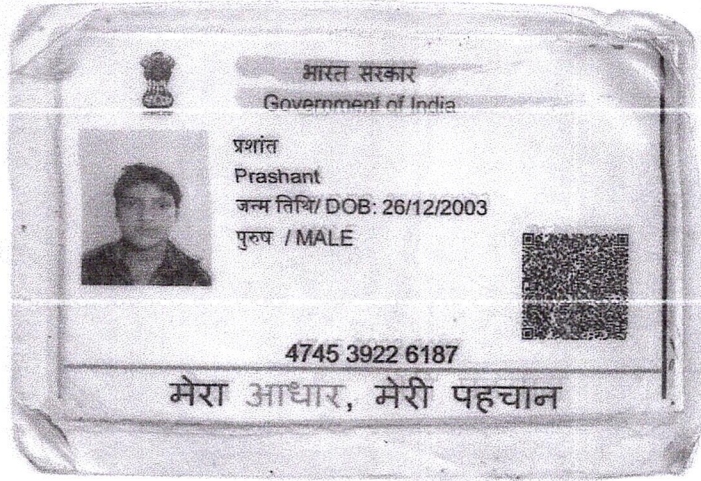 भारत सरकार
Government of India
प्रशांत
Prashant
जन्म तिथि/ DOB: 26/12/2003
पुरुष / MALE
4745 3922 6187
मेरा आधार, मेरी पहचान